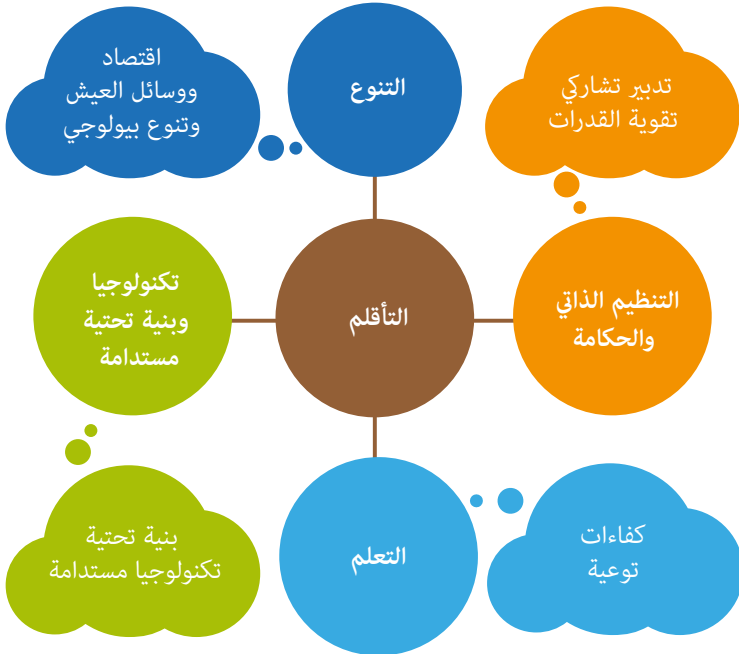 تدبير تشاركي
تقوية القدرات
التنوع
اقتصاد
ووسائل العيش
وتنوع بيولوجي
التنظيم الذاتي
والحكامة
التأقلم
تكنولوجيا
وبنية تحتية
مستدامة
كفاءات
توعية
التعلم
بنية تحتية
تكنولوجيا مستدامة